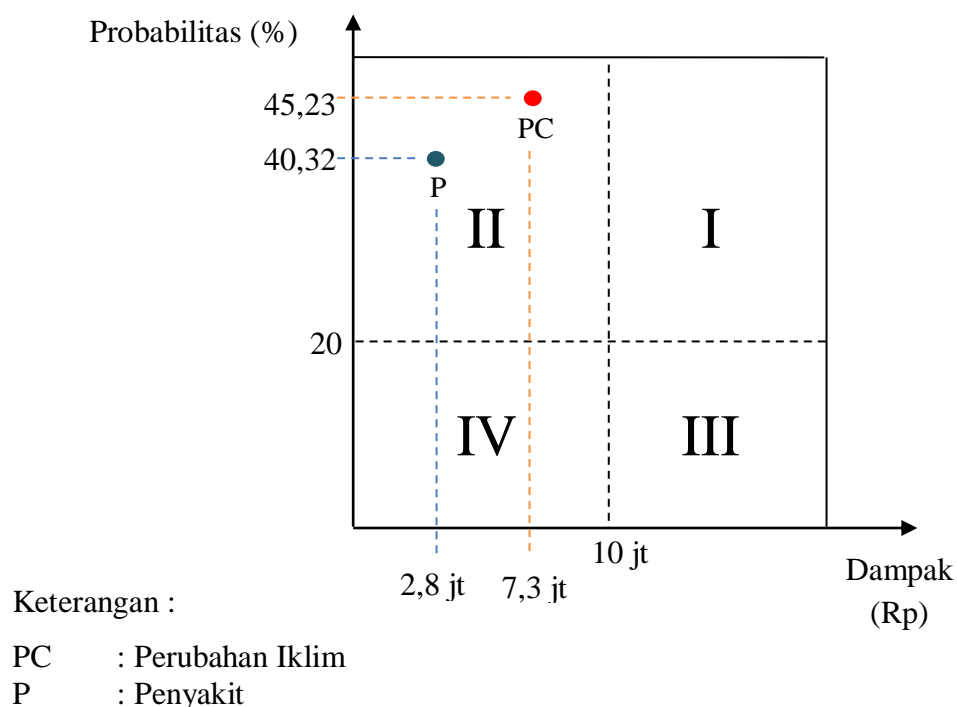 Probabilitas (%)
45,23
PC
40,32
P
II
I
20
IV
III
10 jt
2,8 jt
7,3 jt
Dampak
(Rp)
Keterangan :
PC : Perubahan Iklim
P : Penyakit